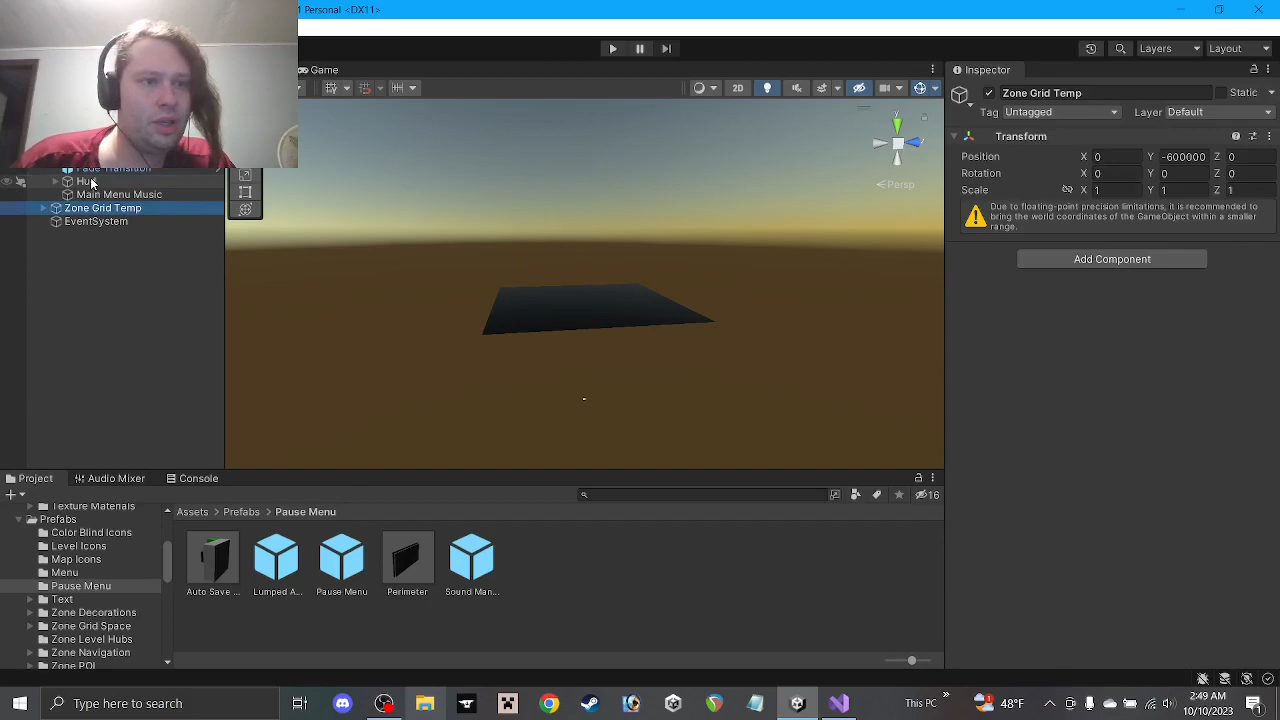 1 Personal <DX11>
Layers
Layout
Game
2D
Inspector
Zone Grid Temp
Static
Tag Untagged Layer Default
Transform
Position X 0 Y -600000 Z 0
Rotation X 0 Y 0 Z 0
Scale X 1 Y 1 Z 1
Due to floating-point precision limitations, it is recommended to
bring the world coordinates of the GameObject within a smaller
range.
Add Component
y
Persp
Fade Transition
Hu
Main Menu Music
Zone Grid Temp
EventSystem
Project
Audio Mixer
Console
16
Texture Materials
Prefabs
Color Blind Icons
Level Icons
Map Icons
Menu
Pause Menu
Text
Zone Decorations
Zone Grid Space
Zone Level Hubs
Zone Navigation
Zone POI
Assets > Prefabs > Pause Menu
Auto Save ...
Lumped A...
Pause Menu
Perimeter
Sound Man...
Type here to search
This PC
1
48°F
2:49 AM
10/10/2023